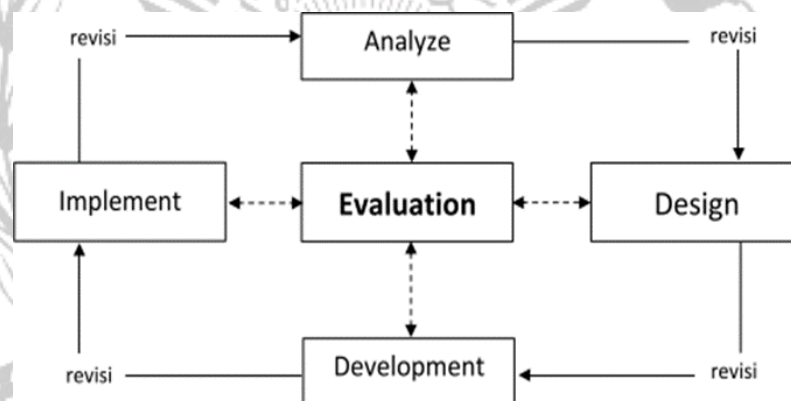 revisi
Analyze
revisi
Implement
Evaluation
Design
revisi
Development
revisi